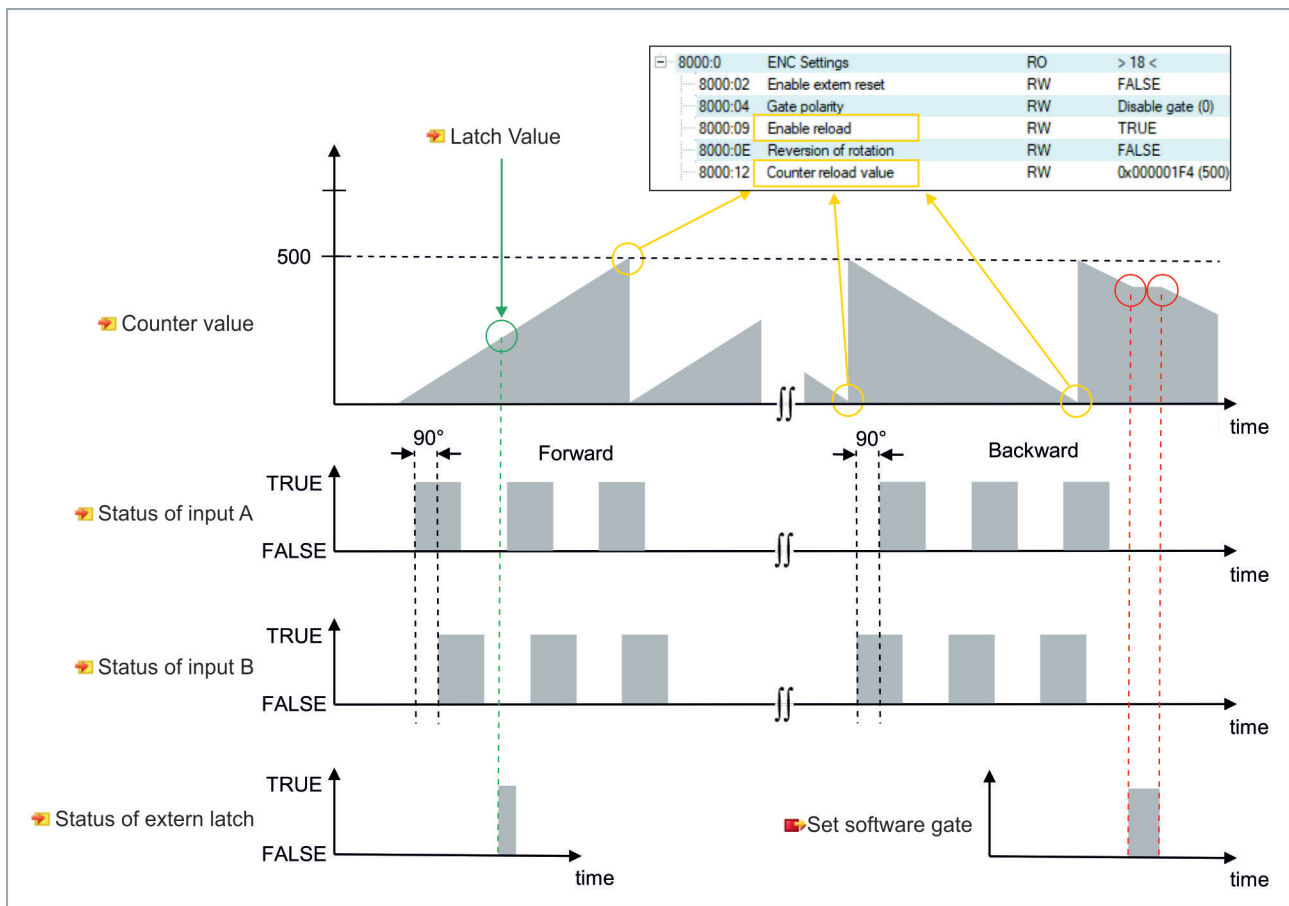 8000:0 ENC Settings RO > 18 <
8000:02 Enable extern reset RW FALSE
8000:04 Gate polarity RW Disable gate (0)
8000:09 Enable reload RW TRUE
8000:0E Reversion of rotation RW FALSE
8000:12 Counter reload value RW 0x000001F4 (500)
Latch Value
500
Counter value
time
90°
Forward
90°
Backward
TRUE
Status of input A
FALSE
time
TRUE
Status of input B
FALSE
time
TRUE
Status of extern latch
FALSE
time
Set software gate
time